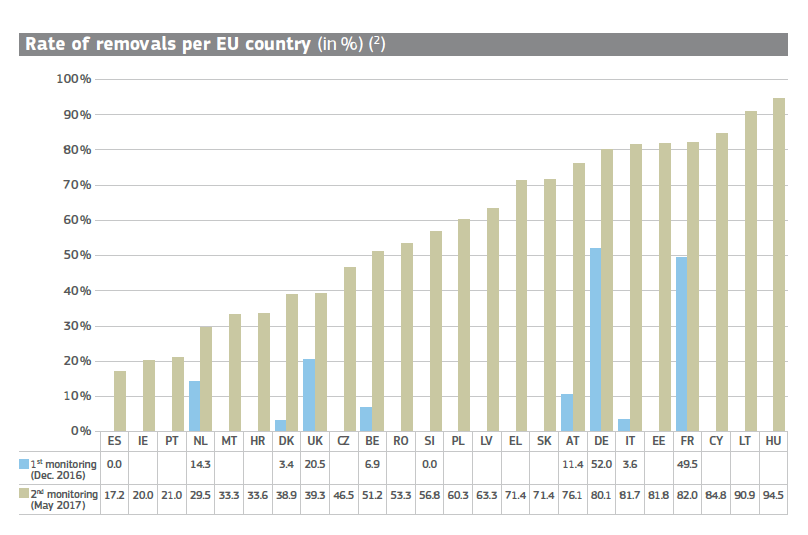 Rate of removals per EU country (in %) (²)
100%
90%
80%
70%
60%
50%
40%
30%
20%
10%
0%
ES IE PT NL MT HR DK UK CZ BE RO SI PL LV EL SK AT DE IT EE FR CY LT HU
1st monitoring
(Dec. 2016)
0.0 14.3 3.4 20.5 6.9 0.0 11.4 52.0 3.6 49.5
2nd monitoring
(May 2017)
17.2 20.0 21.0 29.5 33.3 33.6 38.9 39.3 46.5 51.2 53.3 56.8 60.3 63.3 71.4 71.4 76.1 80.1 81.7 81.8 82.0 84.8 90.9 94.5